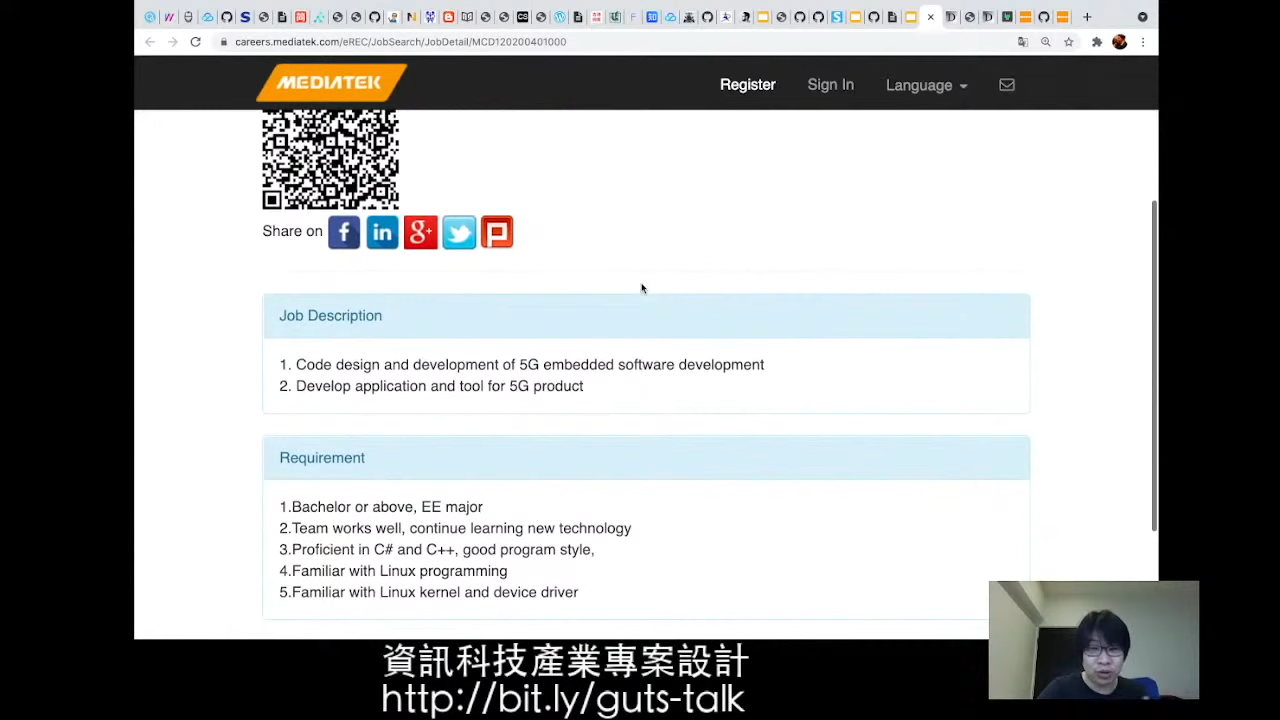 careers.mediatek.com/eREC/JobSearch/JobDetail/MCD120200401000
MEDIATEK
Register
Sign In
Language
Share on
Job Description
1. Code design and development of 5G embedded software development
2. Develop application and tool for 5G product
Requirement
1.Bachelor or above, EE major
2.Team works well, continue learning new technology
3.Proficient in C# and C++, good program style,
4.Familiar with Linux programming
5.Familiar with Linux kernel and device driver
資訊科技產業專案設計
http://bit.ly/guts-talk